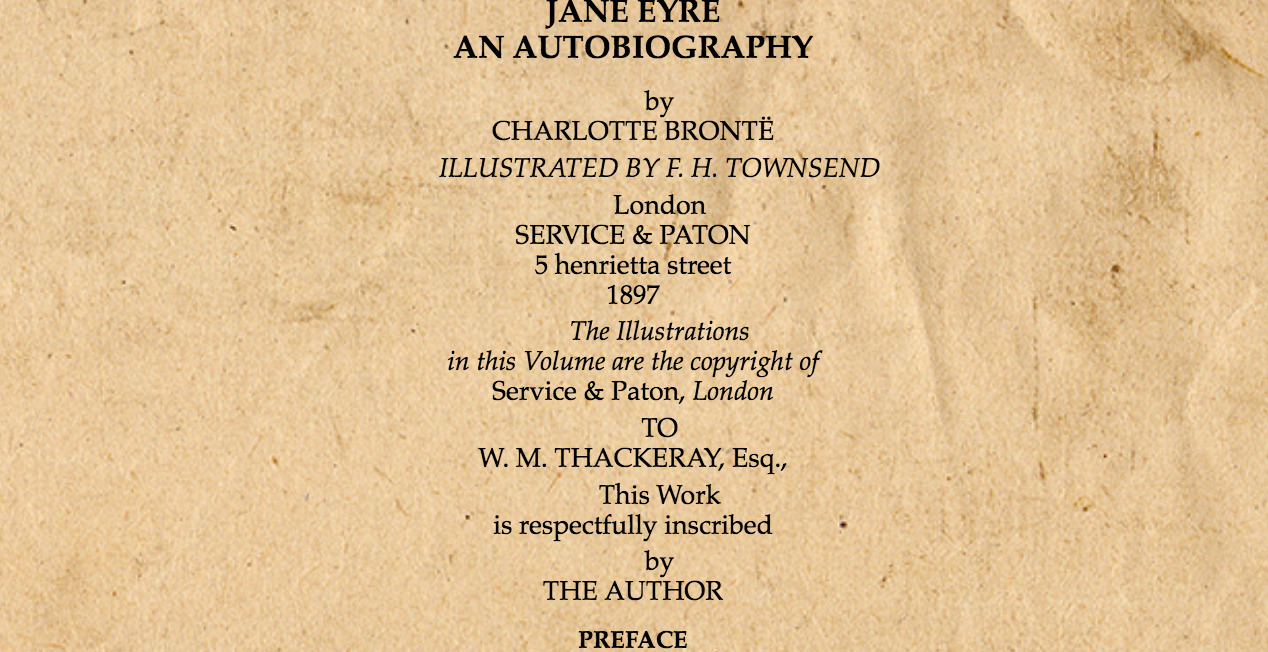 JANE EYRE
AN AUTOBIOGRAPHY
by
CHARLOTTE BRONTË
ILLUSTRATED BY F. H. TOWNSEND
London
SERVICE & PATON
5 henrietta street
1897
The Illustrations
in this Volume are the copyright of
Service & Paton, London
TO
W. M. THACKERAY, Esq.,
This Work
is respectfully inscribed
by
THE AUTHOR
PREFACE